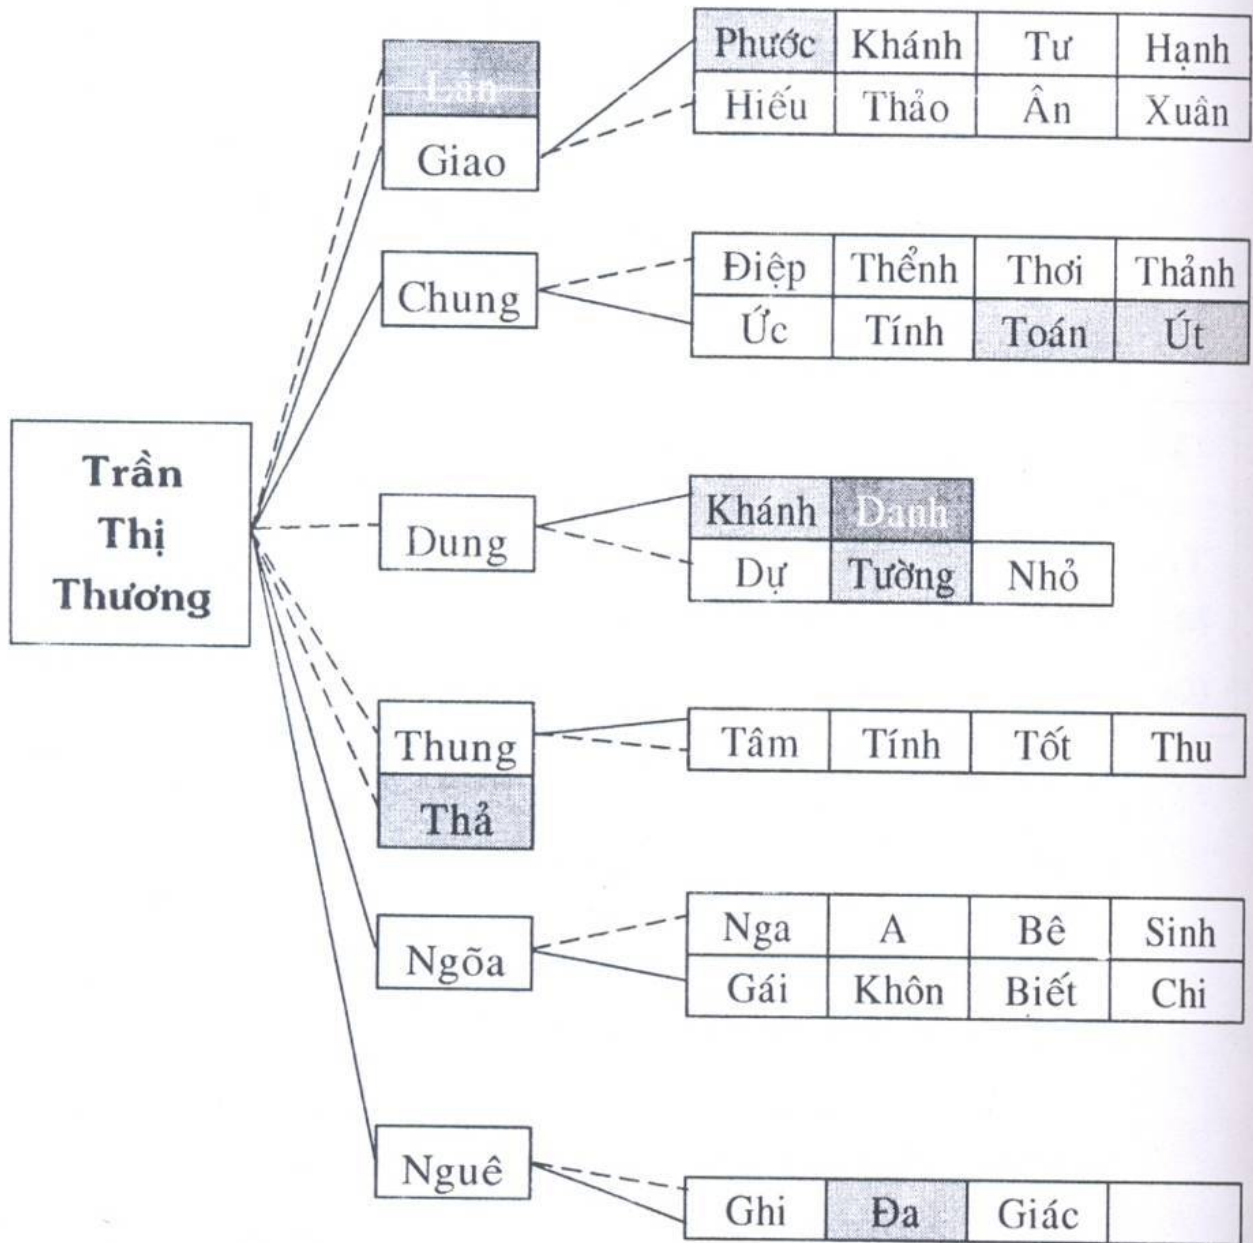 Phước Khánh Tư Hạnh
Lân
Hiếu Thảo Ân Xuân
Giao
Điệp Thểnh Thơi Thảnh
Chung
Ức Tính Toán Út
Trần
Thị
Thương
Khánh Danh
Dung
Dự Tường Nhỏ
Thung
Tâm Tính Tốt Thu
Thả
Nga A Bê Sinh
Ngõa
Gái Khôn Biết Chi
Nguê
Ghi Đa Giác